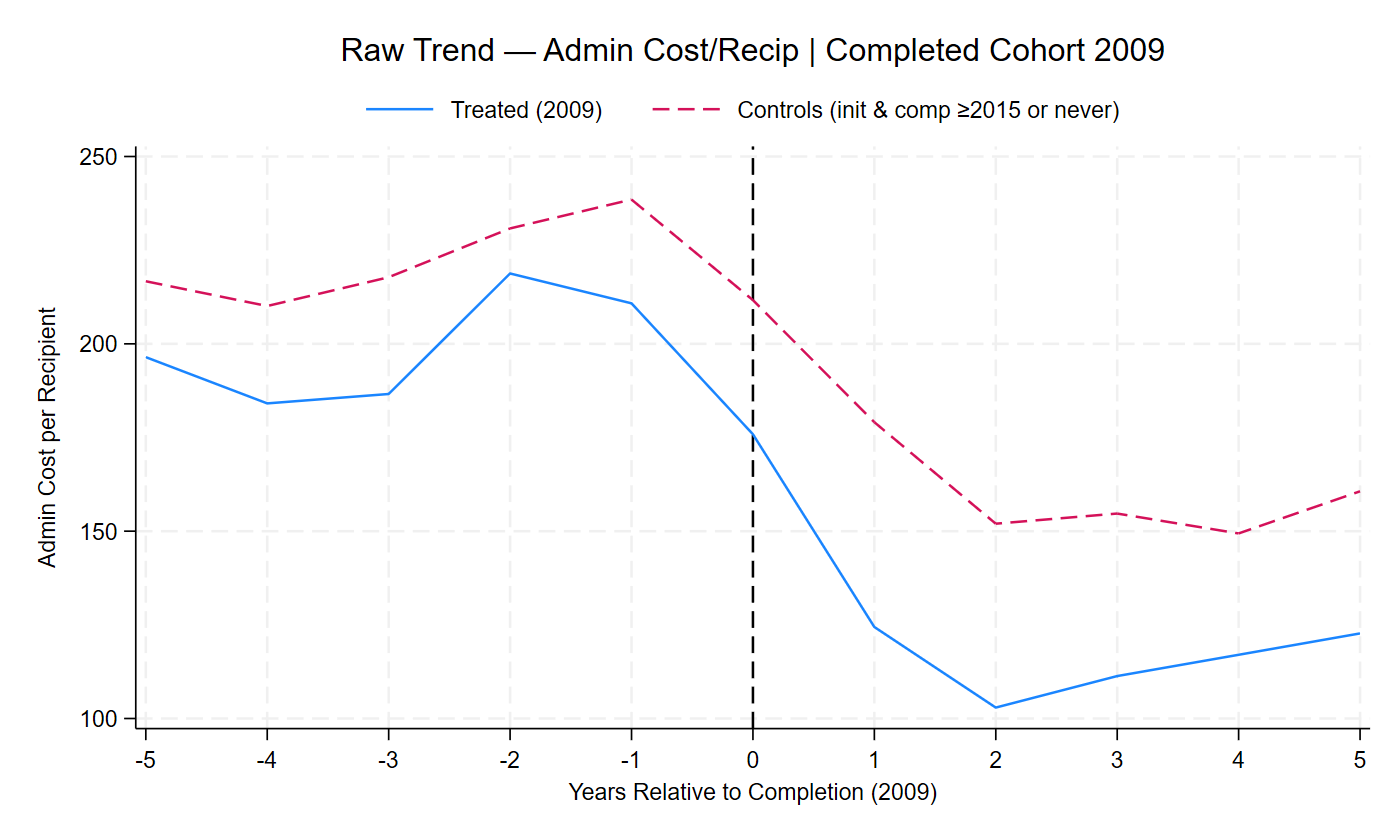 Raw Trend — Admin Cost/Recip | Completed Cohort 2009
Treated (2009)
Controls (init & comp ≥2015 or never)
250
200
150
100
Admin Cost per Recipient
-5 -4 -3 -2 -1 0 1 2 3 4 5
Years Relative to Completion (2009)